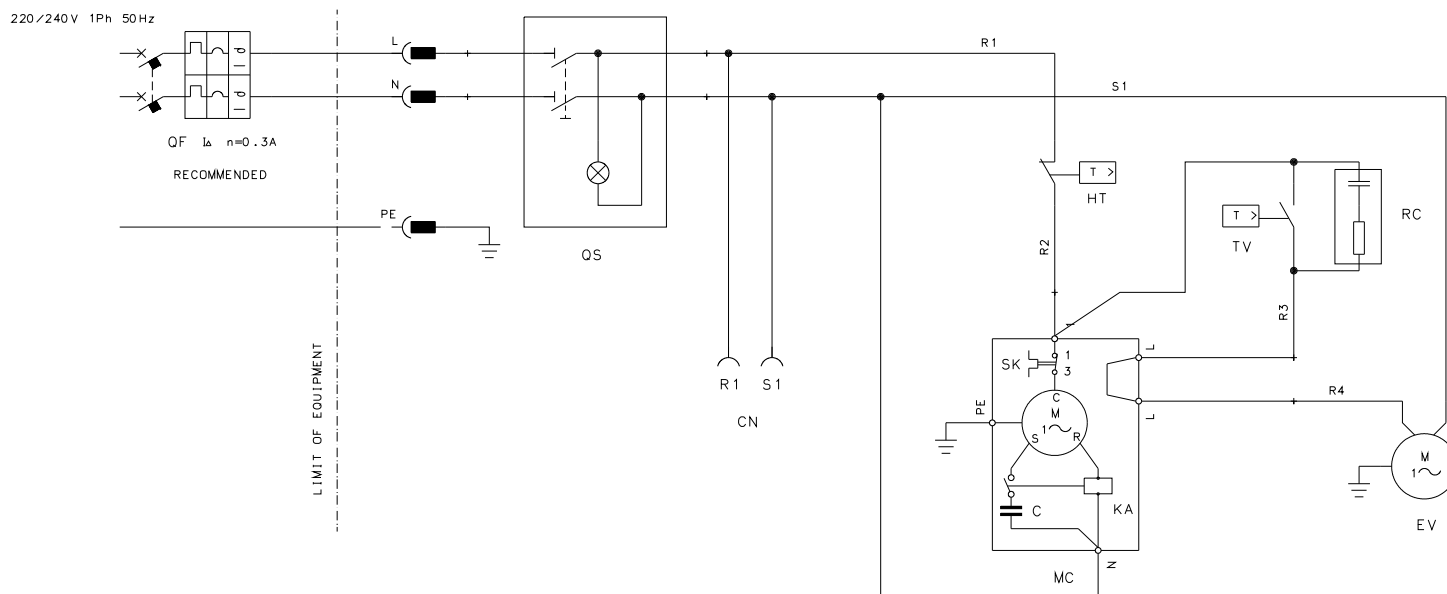 220/240V 1Ph 50Hz
L
N
I d
I d
QF IΔ n=0.3A
RECOMMENDED
PE
LIMIT OF EQUIPMENT
QS
R1
S1
CN
R1
S1
T >
HT
R2
T >
TV
RC
R3
1
SK
1
3
L
L
R4
PE
C
M
1
S
R
C
KA
N
MC
M
1
EV